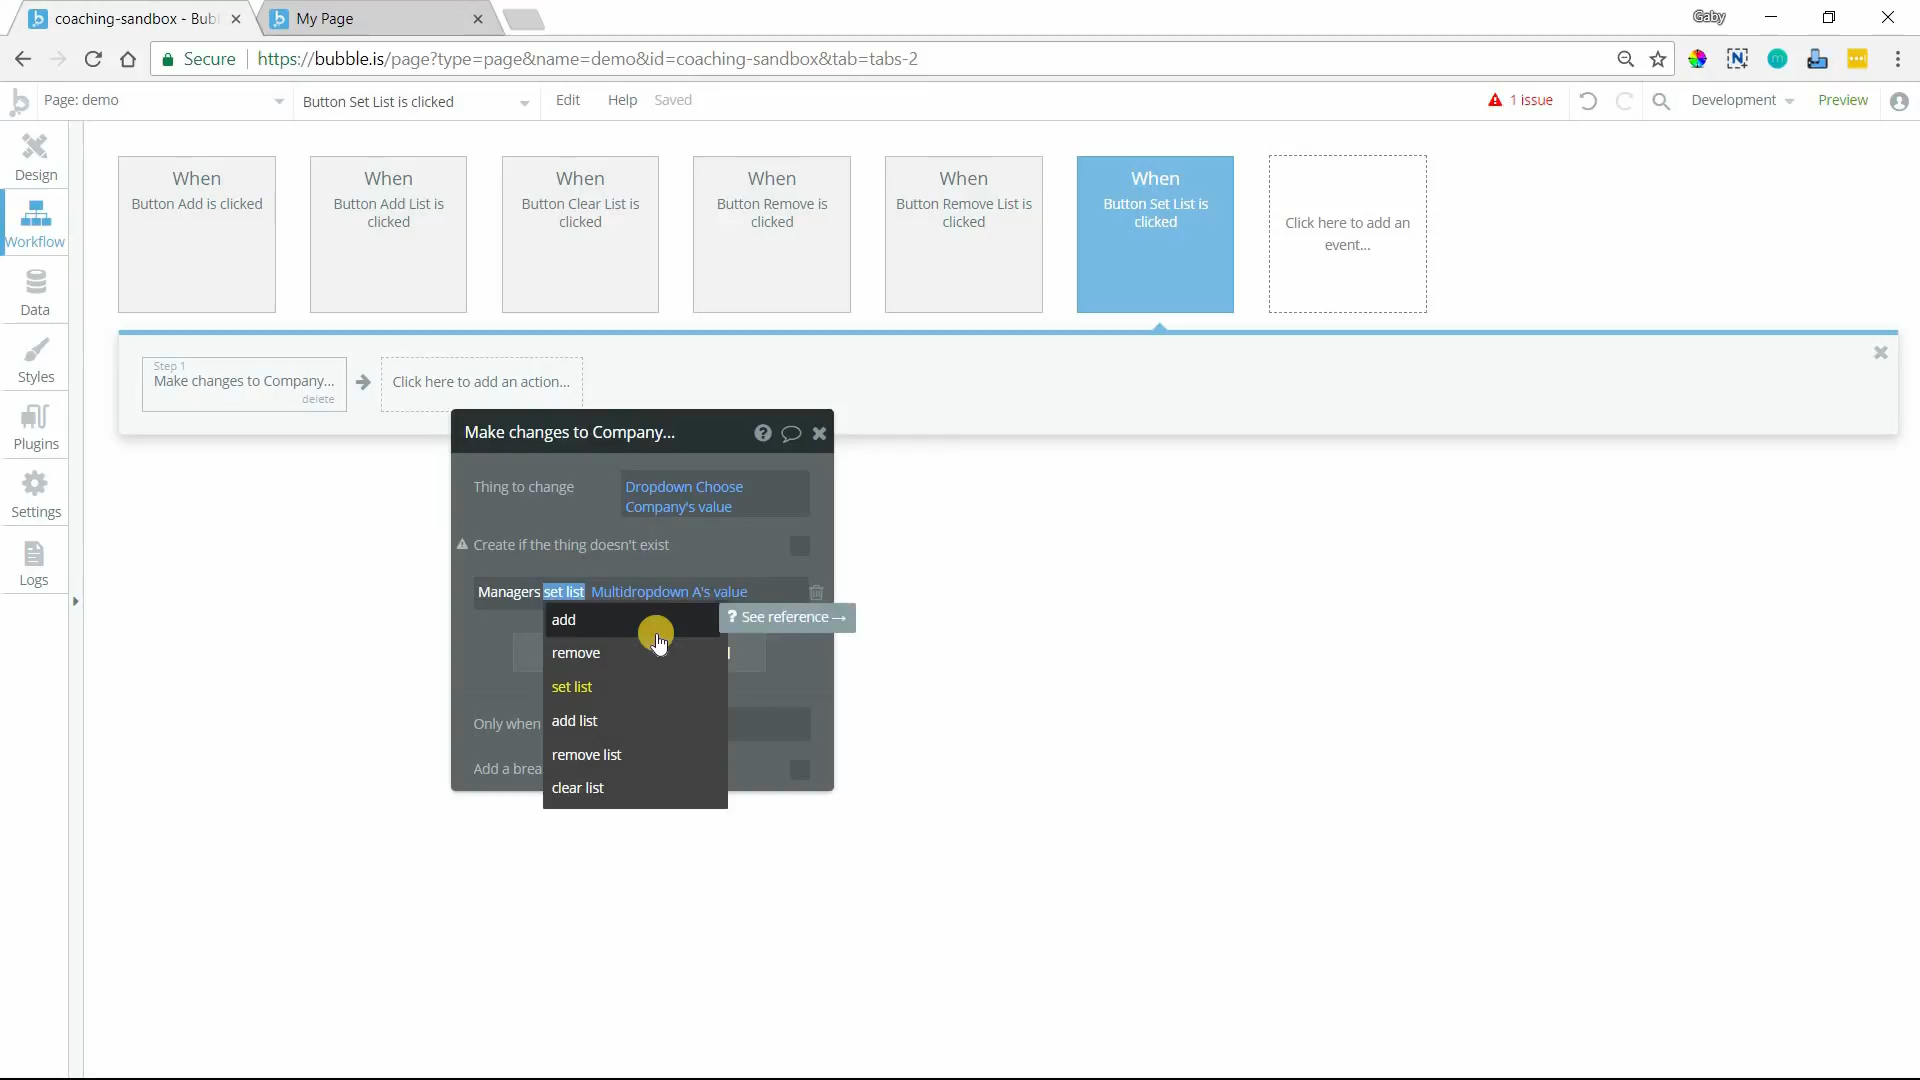 coaching-sandbox - Bub
My Page
Gaby
Secure
https://bubble.is/page?type=page&name=demo&id=coaching-sandbox&tab=tabs-2
Page: demo
Button Set List is clicked
Edit
Help
Saved
1 issue
Development
Preview
Design
Workflow
Data
Styles
Plugins
Settings
Logs
When
Button Add is clicked
When
Button Add List is
clicked
When
Button Clear List is
clicked
When
Button Remove is
clicked
When
Button Remove List is
clicked
When
Button Set List is
clicked
Click here to add an
event...
Step 1
Make changes to Company...
delete
Click here to add an action...
Make changes to Company...
Thing to change
Dropdown Choose
Company's value
Create if the thing doesn't exist
Managers set list Multidropdown A's value
add
? See reference →
remove
set list
add list
remove list
clear list
Only when
Add a brea